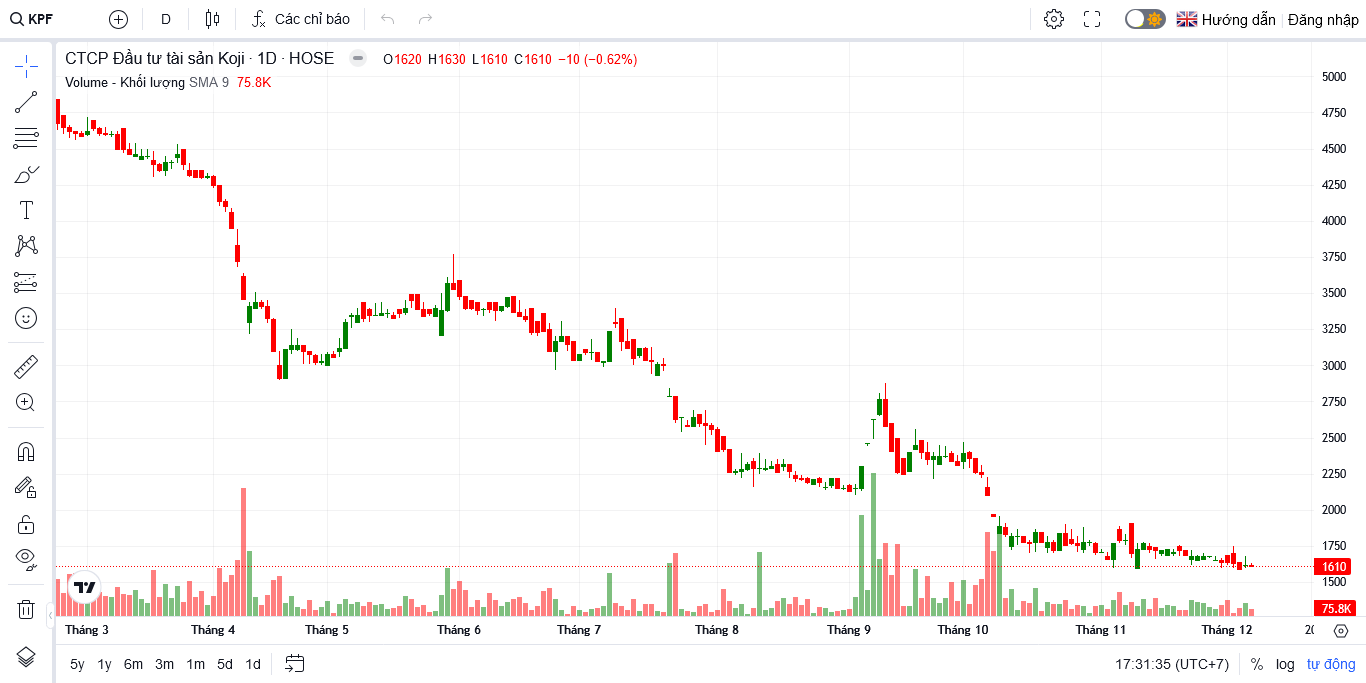 KPF D Các chỉ báo Hướng dẫn Đăng nhập
CTCP Đầu tư tài sản Koji · 1D · HOSE O1620 H1630 L1610 C1610 −10 (−0.62%)
Volume - Khối lượng SMA 9 75.8K
5000
4750
4500
4250
4000
3750
3500
3250
3000
2750
2500
2250
2000
1750
1610
1500
75.8K
Tháng 3 Tháng 4 Tháng 5 Tháng 6 Tháng 7 Tháng 8 Tháng 9 Tháng 10 Tháng 11 Tháng 12
5y 1y 6m 3m 1m 5d 1d 17:31:35 (UTC+7) % log tự động